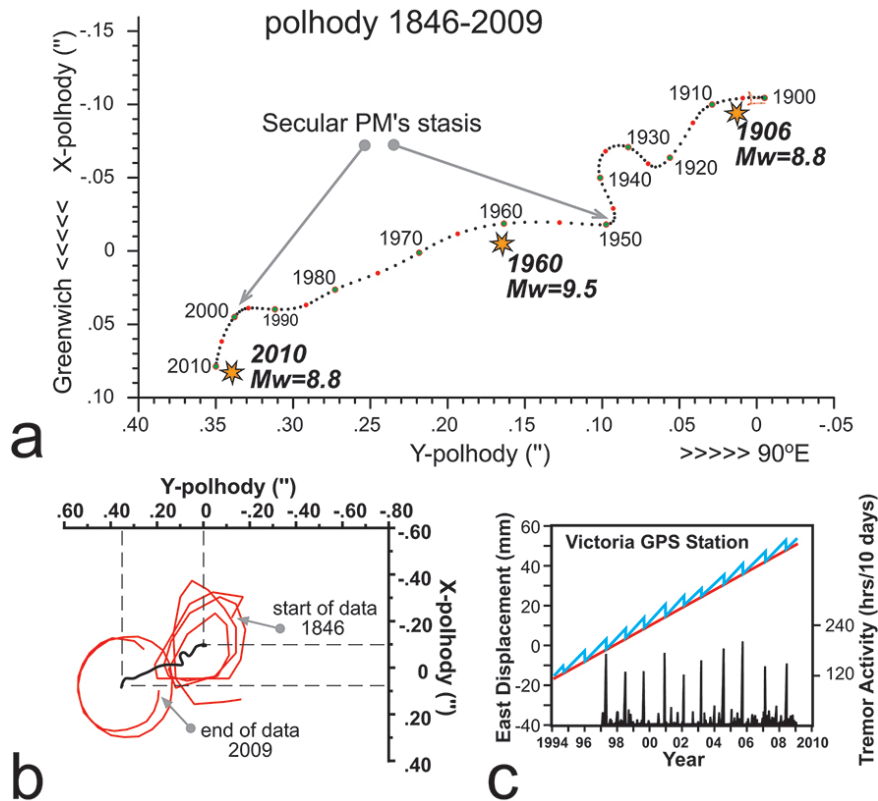 polhody 1846-2009
X-polhody (")
Greenwich <<<<<
-.15
-.10
-.05
0
.05
.10
Secular PM's stasis
1900
1910
1906
Mw=8.8
1920
1930
1940
1950
1960
1960
Mw=9.5
1970
1980
1990
2000
2010
2010
Mw=8.8
.40
.35
.30
.25
.20
.15
.10
.05
0
-.05
Y-polhody (")
>>>>> 90ºE
a
Y-polhody (")
.60 .40 .20 0 -.20 -.40 -.60 -.80
-.60
-.40
-.20
0
.20
.40
X-polhody (")
start of data
1846
end of data
2009
b
Victoria GPS Station
East Displacement (mm)
60
40
20
0
-20
-40
Tremor Activity (hrs/10 days)
240
120
1994 96 98 00 02 04 06 08 2010
Year
c